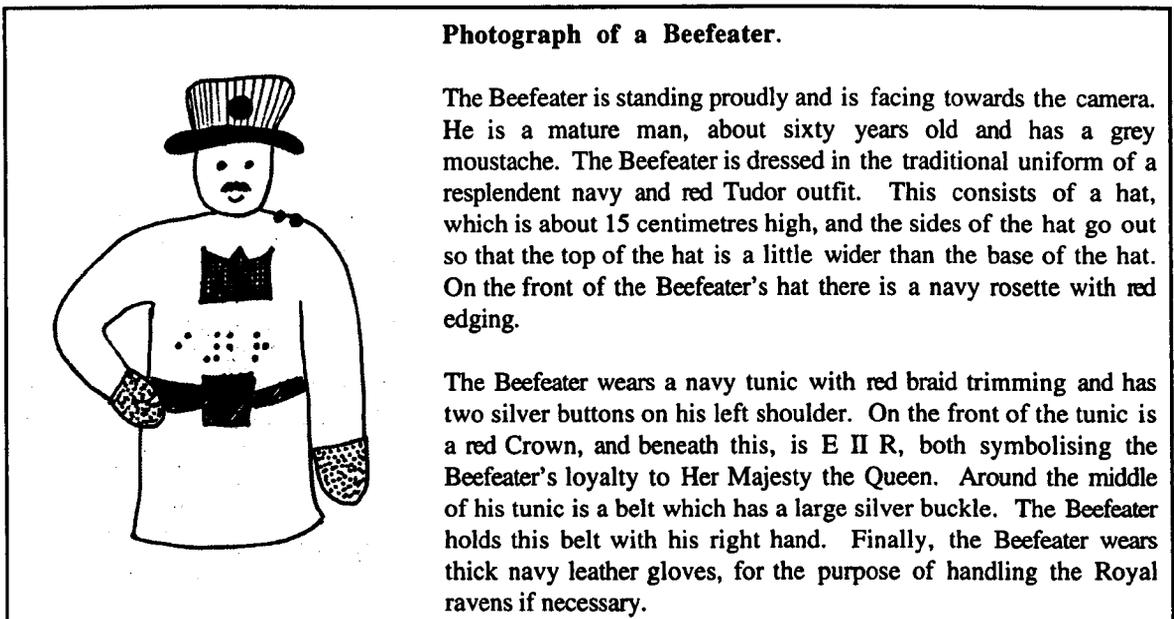 Photograph of a Beefeater.
The Beefeater is standing proudly and is facing towards the camera.
He is a mature man, about sixty years old and has a grey
moustache. The Beefeater is dressed in the traditional uniform of a
resplendent navy and red Tudor outfit. This consists of a hat,
which is about 15 centimetres high, and the sides of the hat go out
so that the top of the hat is a little wider than the base of the hat.
On the front of the Beefeater's hat there is a navy rosette with red
edging.
The Beefeater wears a navy tunic with red braid trimming and has
two silver buttons on his left shoulder. On the front of the tunic is
a red Crown, and beneath this, is E II R, both symbolising the
Beefeater's loyalty to Her Majesty the Queen. Around the middle
of his tunic is a belt which has a large silver buckle. The Beefeater
holds this belt with his right hand. Finally, the Beefeater wears
thick navy leather gloves, for the purpose of handling the Royal
ravens if necessary.